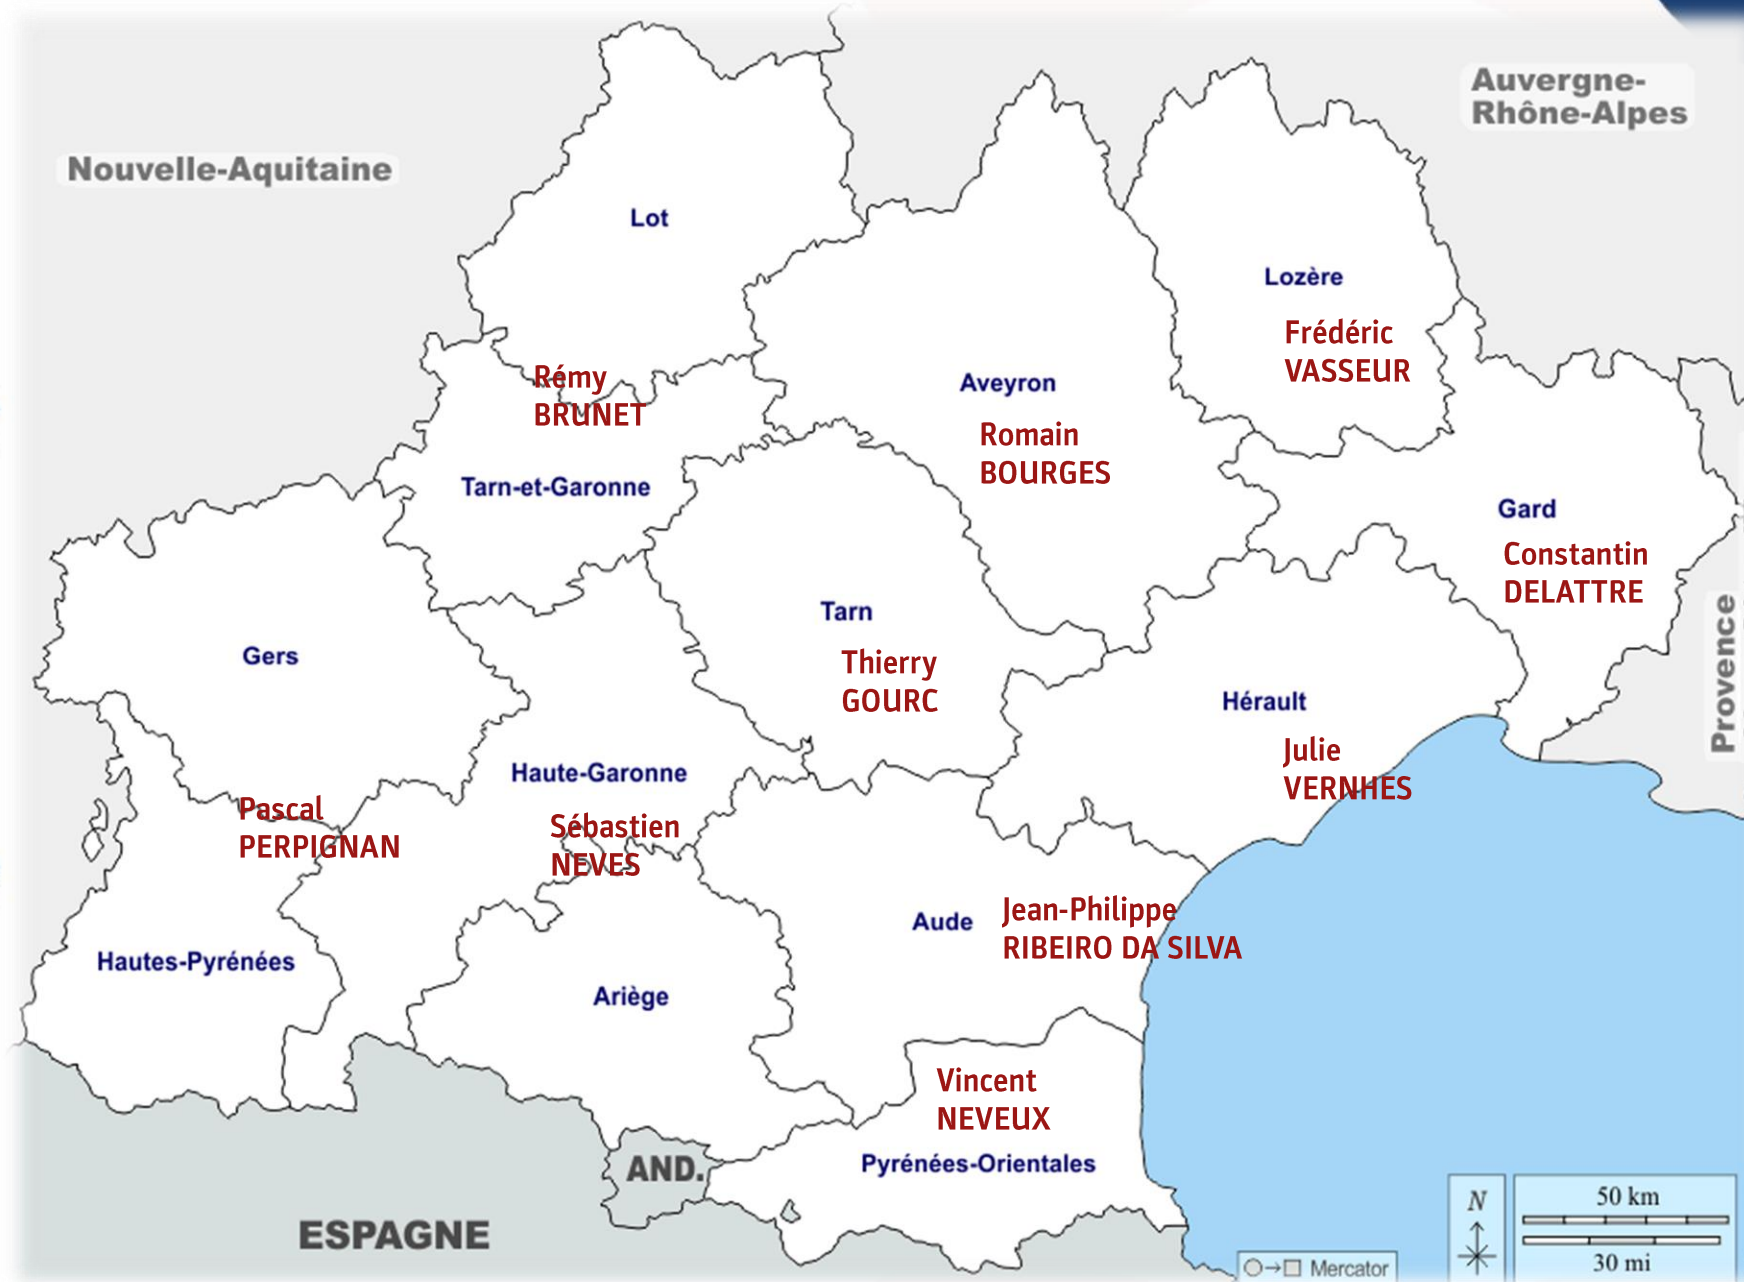 Auvergne-
Rhône-Alpes
Nouvelle-Aquitaine
Lot
Lozère
Frédéric
VASSEUR
Rémy
BRUNET
Aveyron
Romain
BOURGES
Tarn-et-Garonne
Gard
Constantin
DELATTRE
Tarn
Thierry
GOURC
Gers
Provence
Hérault
Julie
VERNHES
Haute-Garonne
Sébastien
NEVES
Pascal
PERPIGNAN
Aude
Jean-Philippe
RIBEIRO DA SILVA
Hautes-Pyrénées
Ariège
Vincent
NEVEUX
Pyrénées-Orientales
AND.
ESPAGNE
N
50 km
30 mi
Mercator